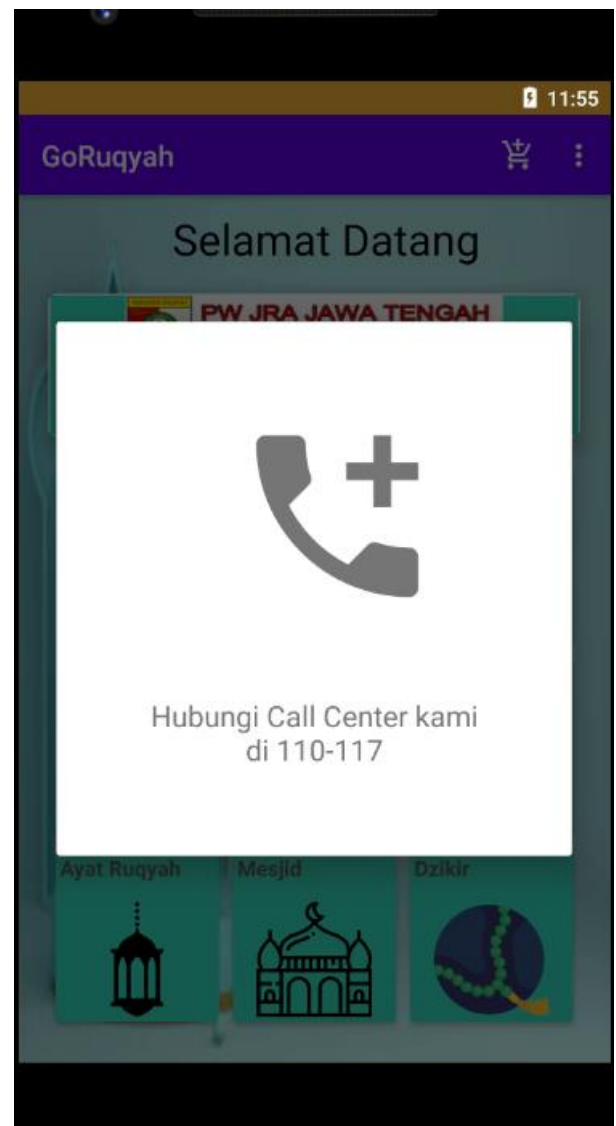 11:55
GoRuqyah
Selamat Datang
PW JRA JAWA TENGAH
Hubungi Call Center kami
di 110-117
Ayat Ruqyah
Mesjid
Dzikir